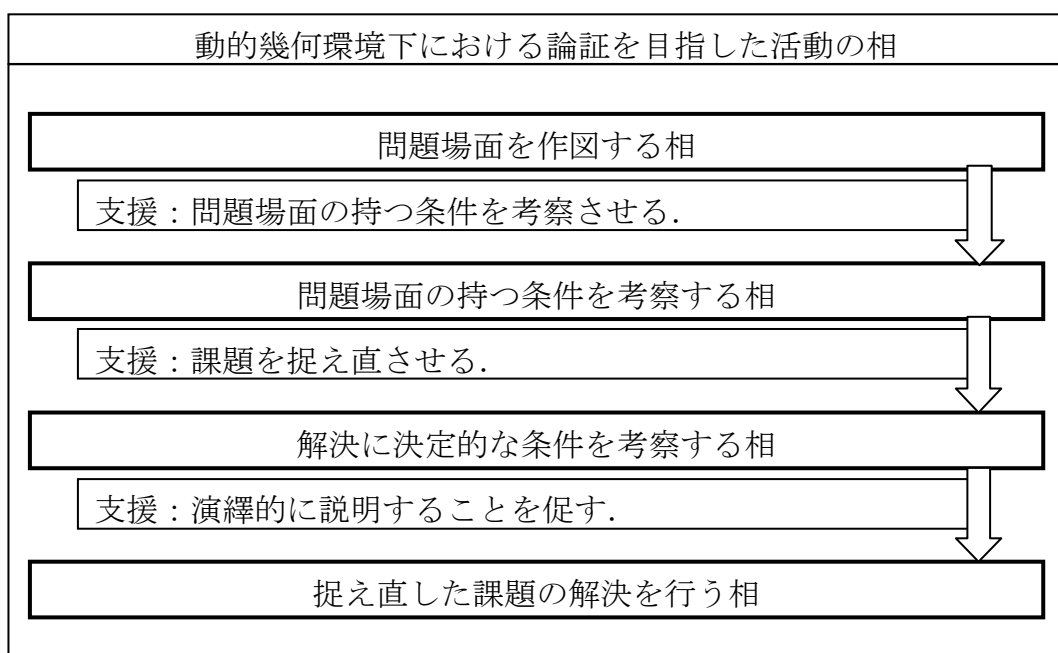 動的幾何環境下における論証を目指した活動の相
問題場面を作図する相
支援：問題場面の持つ条件を考察させる．
問題場面の持つ条件を考察する相
支援：課題を捉え直させる．
解決に決定的な条件を考察する相
支援：演繹的に説明することを促す．
捉え直した課題の解決を行う相